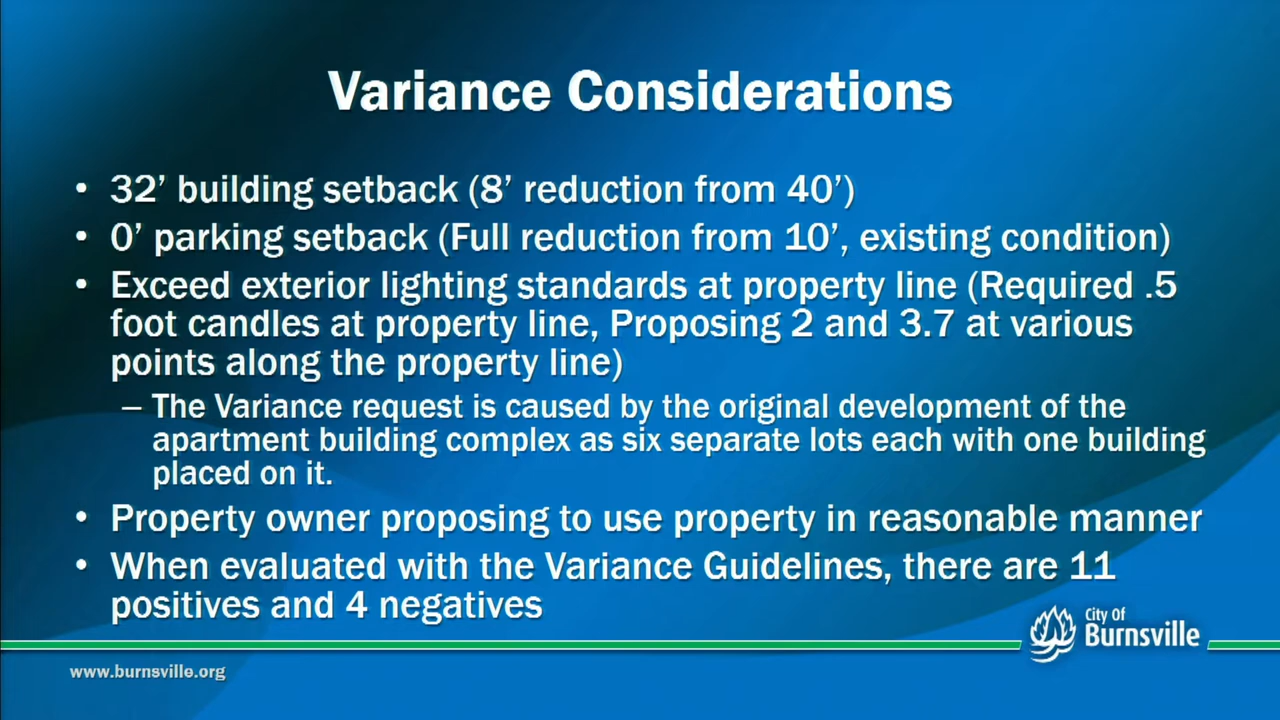 Variance Considerations
• 32’ building setback (8’ reduction from 40’)
• 0’ parking setback (Full reduction from 10’, existing condition)
• Exceed exterior lighting standards at property line (Required .5
foot candles at property line, Proposing 2 and 3.7 at various
points along the property line)
– The Variance request is caused by the original development of the
apartment building complex as six separate lots each with one building
placed on it.
• Property owner proposing to use property in reasonable manner
• When evaluated with the Variance Guidelines, there are 11
positives and 4 negatives
City Of
Burnsville
www.burnsville.org